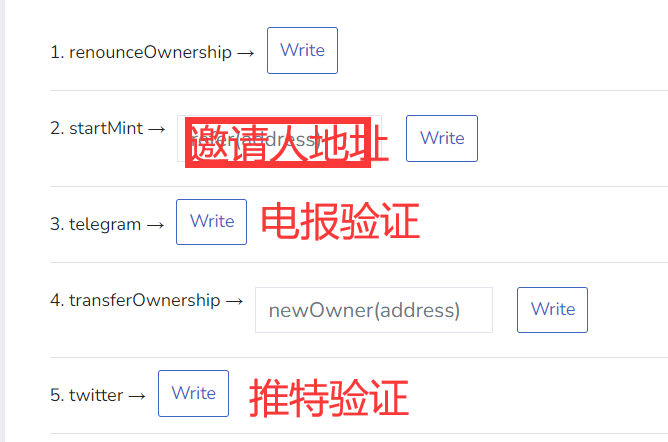 1. renounceOwnership → Write
2. startMint → 邀请人地址 (address) Write
3. telegram → Write 电报验证
4. transferOwnership → newOwner(address) Write
5. twitter → Write 推特验证